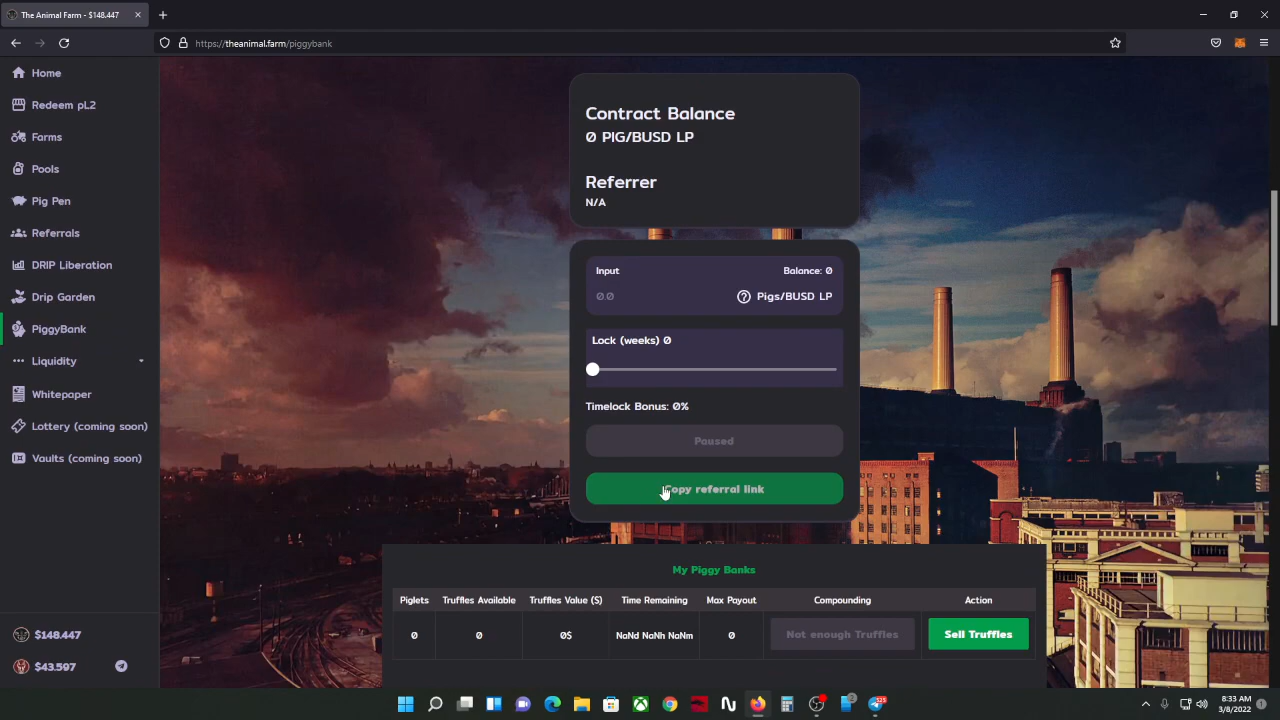 The Animal Farm - $148.447
https://theanimal.farm/piggybank
Home
Redeem pL2
Farms
Pools
Pig Pen
Referrals
DRIP Liberation
Drip Garden
PiggyBank
Liquidity
Whitepaper
Lottery (coming soon)
Vaults (coming soon)
$148.447
$43.597
Contract Balance
0 PIG/BUSD LP
Referrer
N/A
Input Balance: 0
0.0 Pigs/BUSD LP
Lock (weeks) 0
Timelock Bonus: 0%
Paused
Copy referral link
My Piggy Banks
Piglets Truffles Available Truffles Value ($) Time Remaining Max Payout Compounding Action
0 0 0$ NaNd NaNh NaNm 0 Not enough Truffles Sell Truffles
8:33 AM
3/8/2022